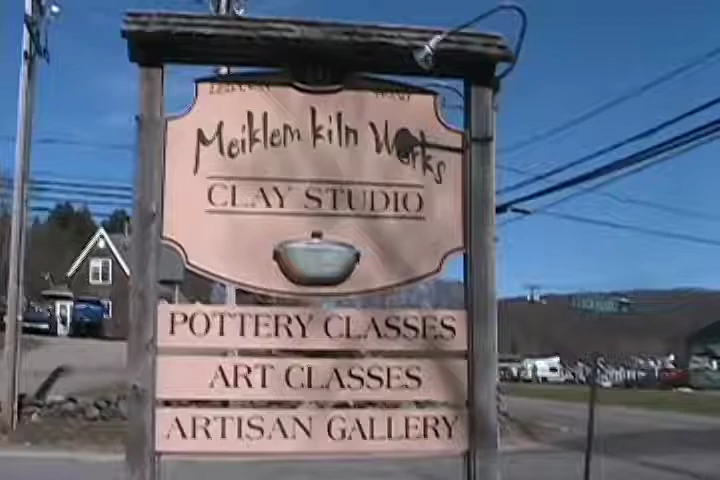 Meiklem kiln Works
CLAY STUDIO
POTTERY CLASSES
ART CLASSES
ARTISAN GALLERY